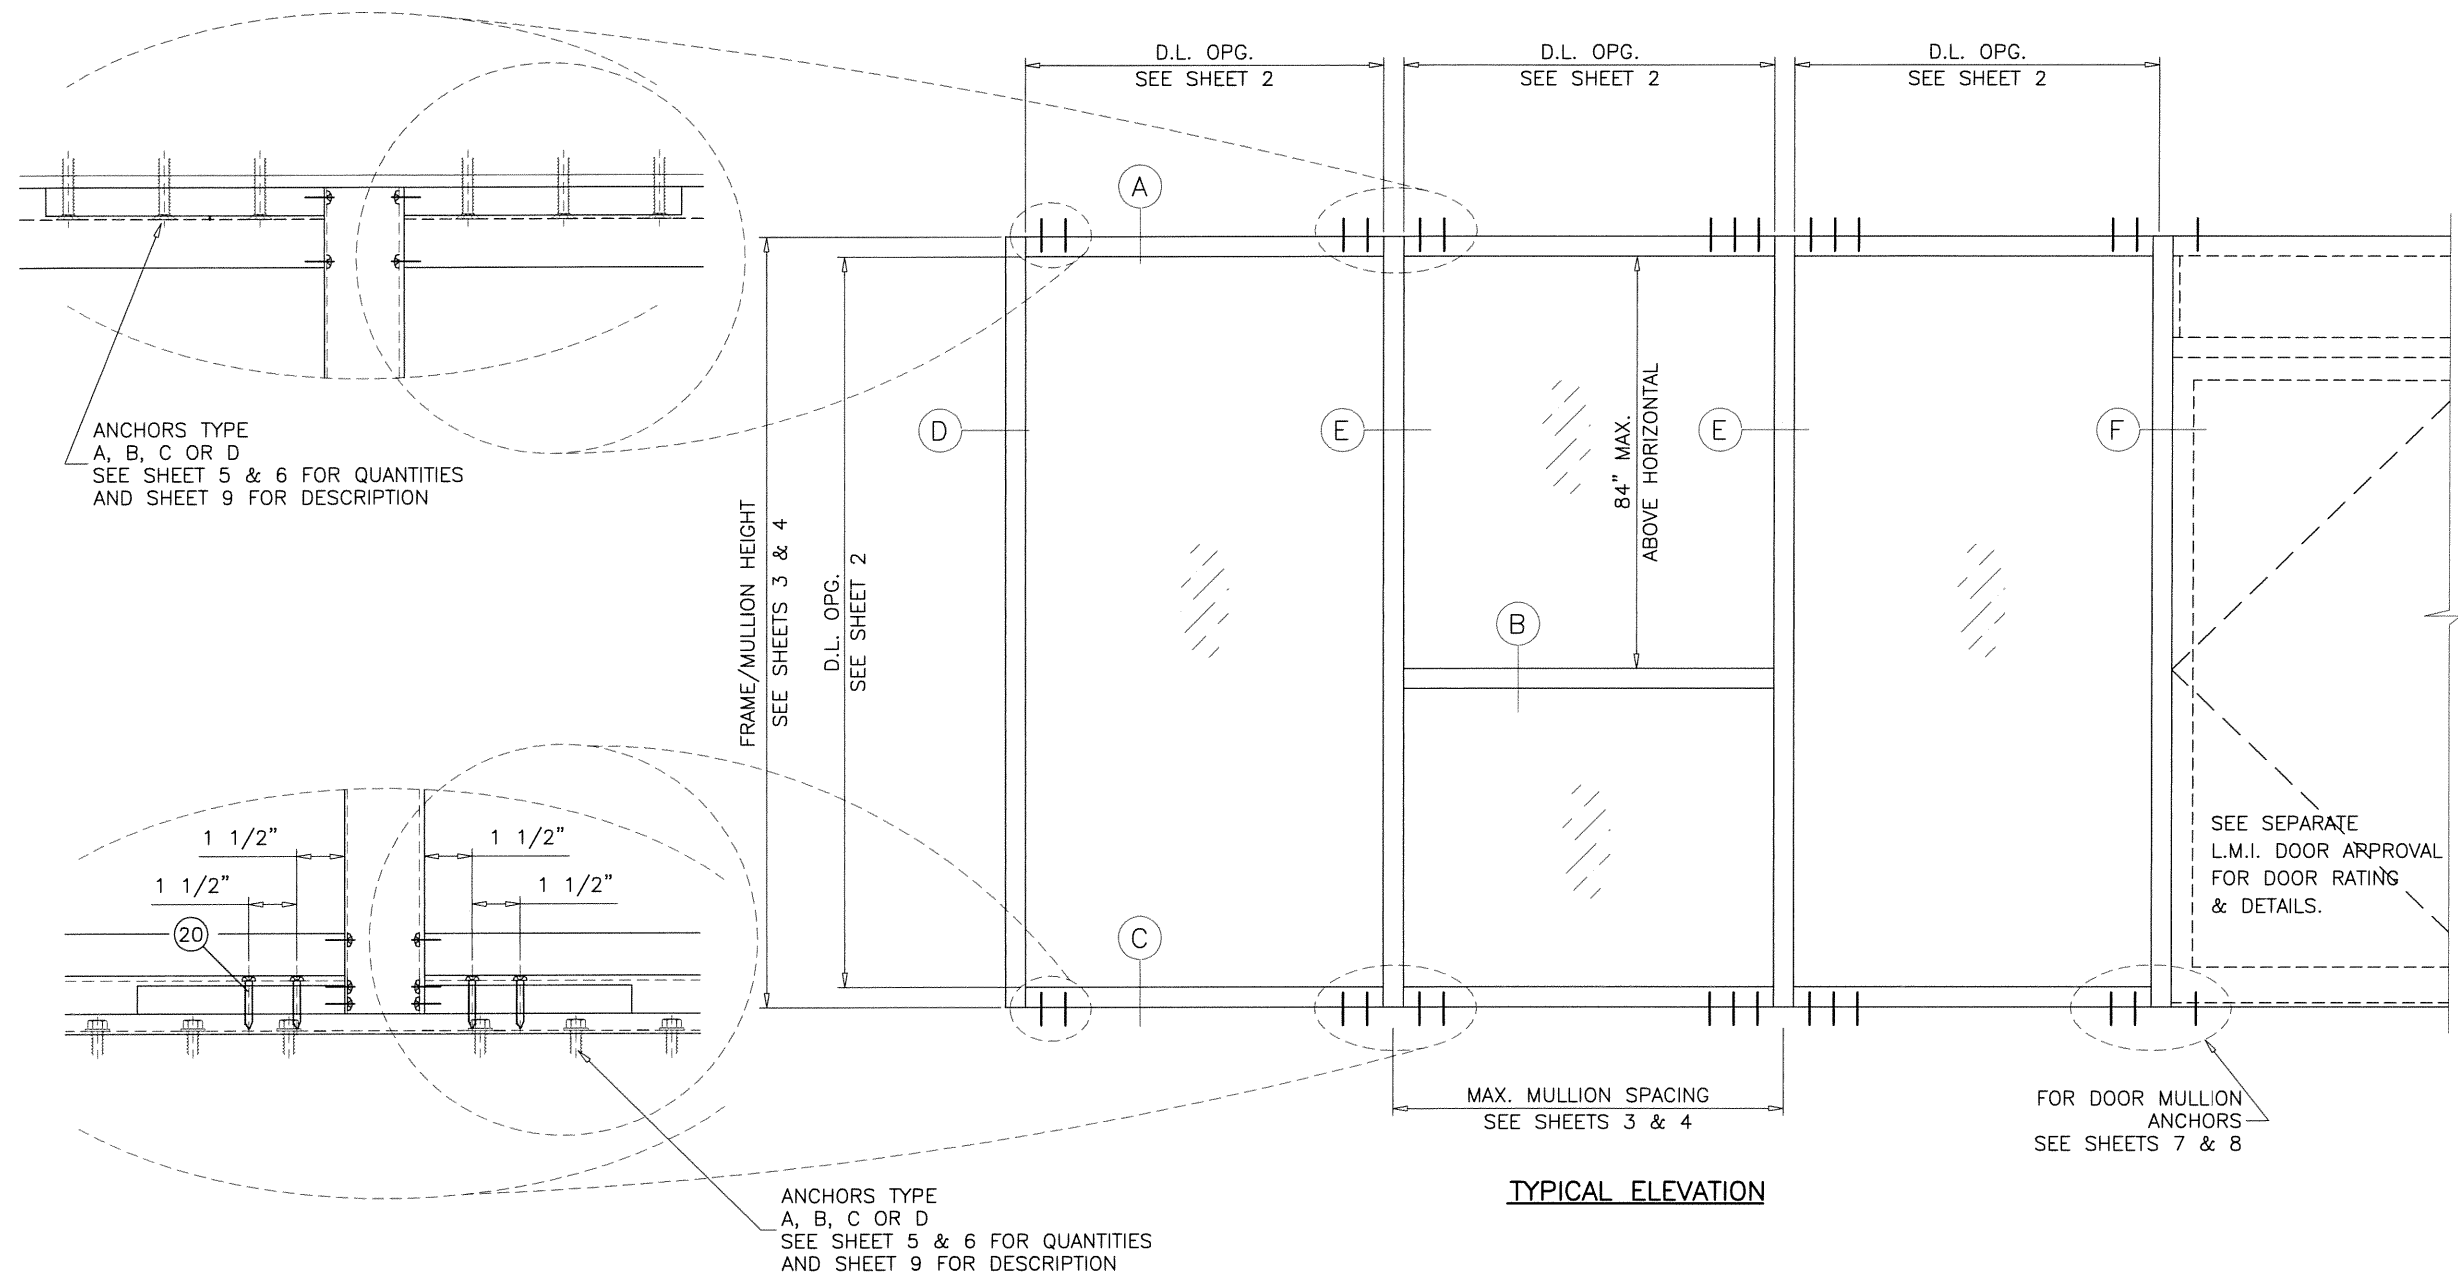 D.L. OPG.
SEE SHEET 2
D.L. OPG.
SEE SHEET 2
D.L. OPG.
SEE SHEET 2
A
ANCHORS TYPE
A, B, C OR D
SEE SHEET 5 & 6 FOR QUANTITIES
AND SHEET 9 FOR DESCRIPTION
D
E
E
F
84" MAX.
ABOVE HORIZONTAL
FRAME/MULLION HEIGHT
SEE SHEETS 3 & 4
D.L. OPG.
SEE SHEET 2
B
1 1/2"
1 1/2"
1 1/2"
1 1/2"
20
C
SEE SEPARATE
L.M.I. DOOR APPROVAL
FOR DOOR RATING
& DETAILS.
MAX. MULLION SPACING
SEE SHEETS 3 & 4
FOR DOOR MULLION
ANCHORS
SEE SHEETS 7 & 8
TYPICAL ELEVATION
ANCHORS TYPE
A, B, C OR D
SEE SHEET 5 & 6 FOR QUANTITIES
AND SHEET 9 FOR DESCRIPTION